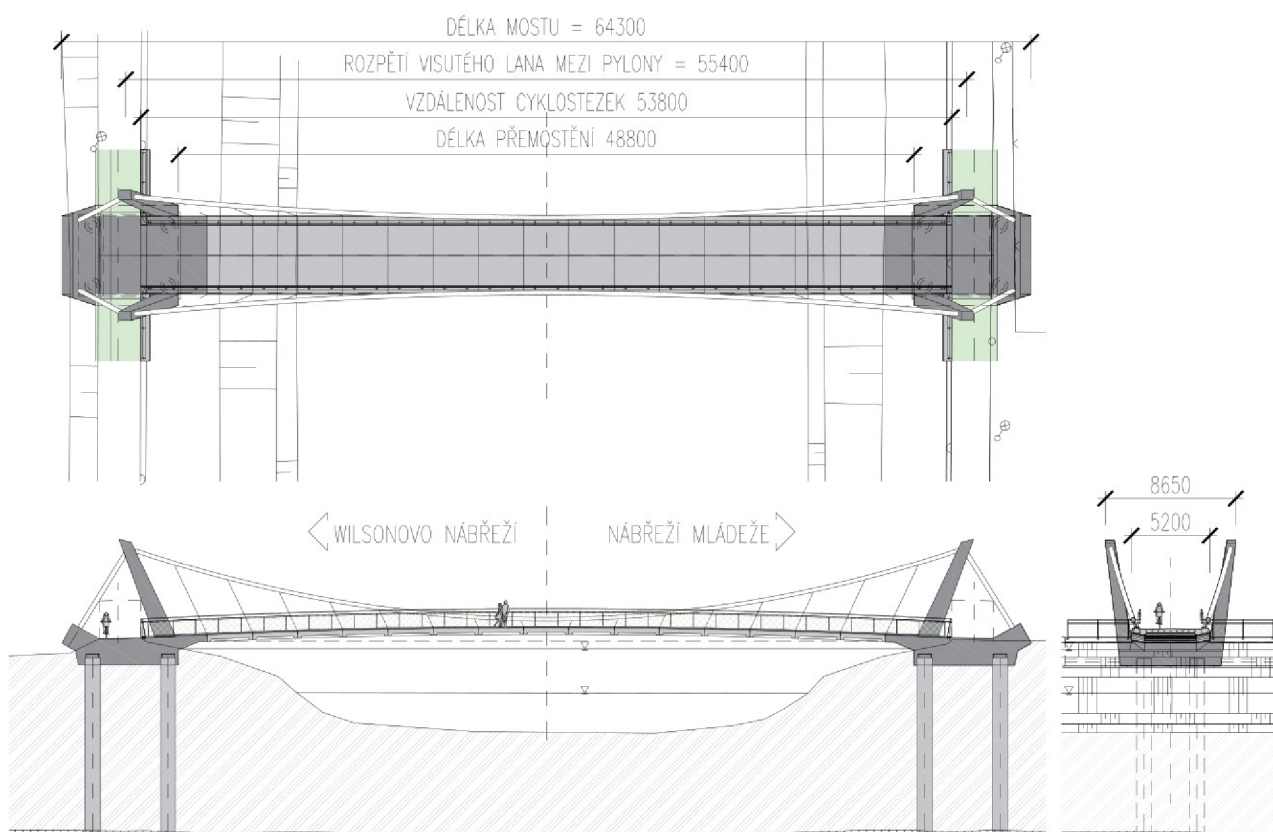 DÉLKA MOSTU = 64300
ROZPĚTÍ VISUTÉHO LANA MEZI PYLONY = 55400
VZDÁLENOST CYKLOSTEZEK 53800
DÉLKA PŘEMOSTĚNÍ 48800
WILSONOVO NÁBŘEŽÍ
NÁBŘEŽÍ MLÁDEŽE
8650
5200